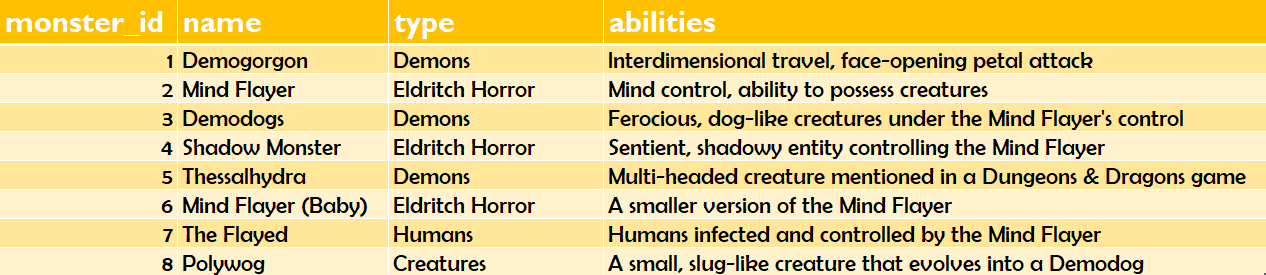 monster_id name type abilities
1 Demogorgon Demons Interdimensional travel, face-opening petal attack
2 Mind Flayer Eldritch Horror Mind control, ability to possess creatures
3 Demodogs Demons Ferocious, dog-like creatures under the Mind Flayer's control
4 Shadow Monster Eldritch Horror Sentient, shadowy entity controlling the Mind Flayer
5 Thessalhydra Demons Multi-headed creature mentioned in a Dungeons & Dragons game
6 Mind Flayer (Baby) Eldritch Horror A smaller version of the Mind Flayer
7 The Flayed Humans Humans infected and controlled by the Mind Flayer
8 Polywog Creatures A small, slug-like creature that evolves into a Demodog